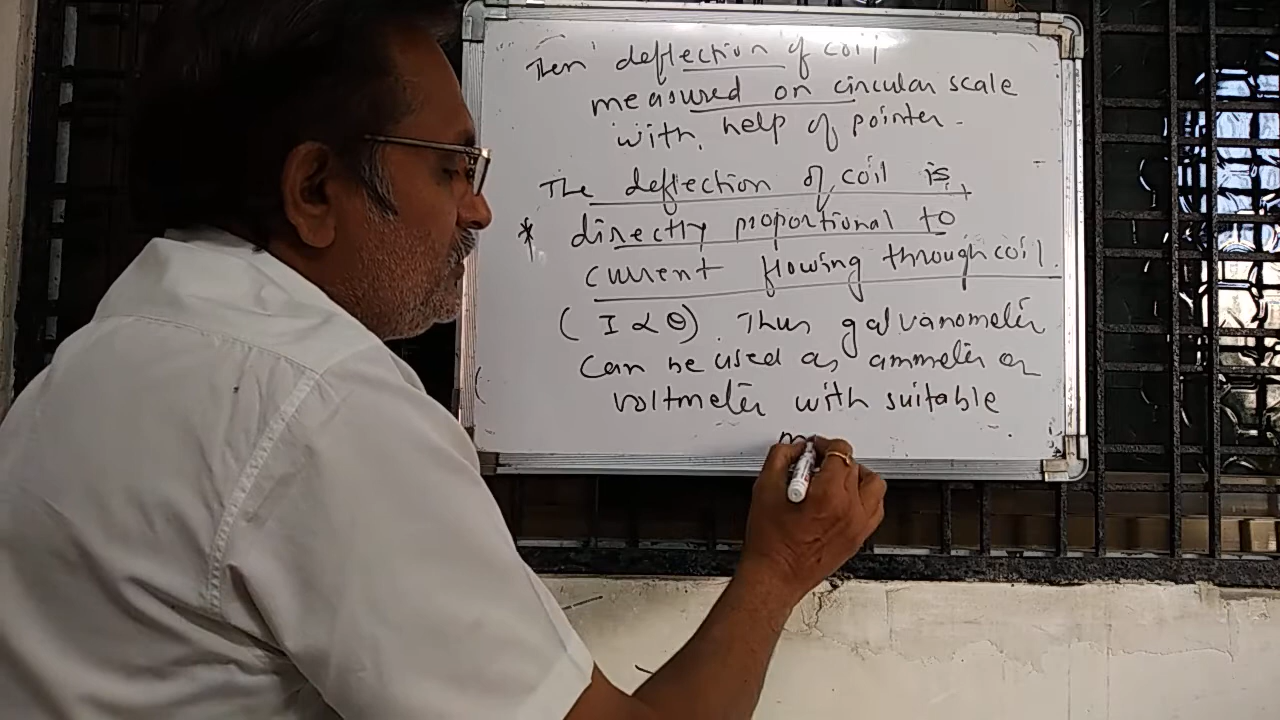 Then deflection of coil
measured on circular scale
with help of pointer.
The deflection of coil is
* directly proportional to
current flowing through coil.
( I α θ ) Thus galvanometer
can be used as ammeter or
voltmeter with suitable
m